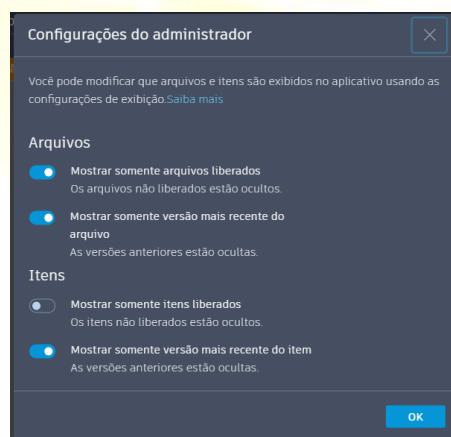 Configurações do administrador
Você pode modificar que arquivos e itens são exibidos no aplicativo usando as
configurações de exibição.Saiba mais
Arquivos
Mostrar somente arquivos liberados
Os arquivos não liberados estão ocultos.
Mostrar somente versão mais recente do
arquivo
As versões anteriores estão ocultas.
Itens
Mostrar somente itens liberados
Os itens não liberados estão ocultos.
Mostrar somente versão mais recente do item
As versões anteriores estão ocultas.
OK